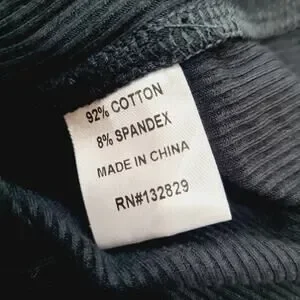 92% COTTON
8% SPANDEX
MADE IN CHINA
RN#132829